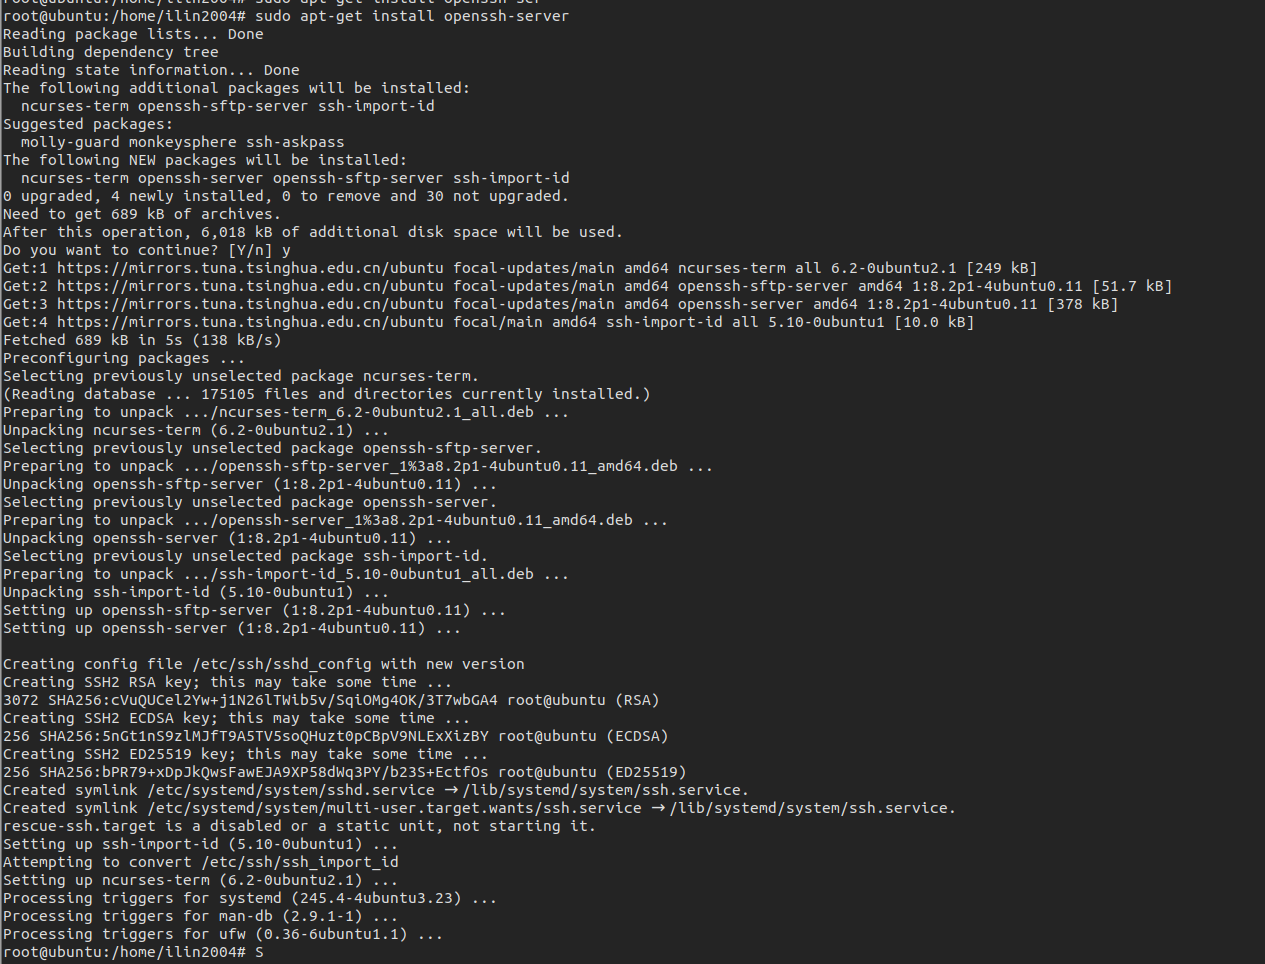 root@ubuntu:/home/ilin2004# sudo apt-get install openssh-ser
root@ubuntu:/home/ilin2004# sudo apt-get install openssh-server
Reading package lists... Done
Building dependency tree
Reading state information... Done
The following additional packages will be installed:
  ncurses-term openssh-sftp-server ssh-import-id
Suggested packages:
  molly-guard monkeysphere ssh-askpass
The following NEW packages will be installed:
  ncurses-term openssh-server openssh-sftp-server ssh-import-id
0 upgraded, 4 newly installed, 0 to remove and 30 not upgraded.
Need to get 689 kB of archives.
After this operation, 6,018 kB of additional disk space will be used.
Do you want to continue? [Y/n] y
Get:1 https://mirrors.tuna.tsinghua.edu.cn/ubuntu focal-updates/main amd64 ncurses-term all 6.2-0ubuntu2.1 [249 kB]
Get:2 https://mirrors.tuna.tsinghua.edu.cn/ubuntu focal-updates/main amd64 openssh-sftp-server amd64 1:8.2p1-4ubuntu0.11 [51.7 kB]
Get:3 https://mirrors.tuna.tsinghua.edu.cn/ubuntu focal-updates/main amd64 openssh-server amd64 1:8.2p1-4ubuntu0.11 [378 kB]
Get:4 https://mirrors.tuna.tsinghua.edu.cn/ubuntu focal/main amd64 ssh-import-id all 5.10-0ubuntu1 [10.0 kB]
Fetched 689 kB in 5s (138 kB/s)
Preconfiguring packages ...
Selecting previously unselected package ncurses-term.
(Reading database ... 175105 files and directories currently installed.)
Preparing to unpack .../ncurses-term_6.2-0ubuntu2.1_all.deb ...
Unpacking ncurses-term (6.2-0ubuntu2.1) ...
Selecting previously unselected package openssh-sftp-server.
Preparing to unpack .../openssh-sftp-server_1%3a8.2p1-4ubuntu0.11_amd64.deb ...
Unpacking openssh-sftp-server (1:8.2p1-4ubuntu0.11) ...
Selecting previously unselected package openssh-server.
Preparing to unpack .../openssh-server_1%3a8.2p1-4ubuntu0.11_amd64.deb ...
Unpacking openssh-server (1:8.2p1-4ubuntu0.11) ...
Selecting previously unselected package ssh-import-id.
Preparing to unpack .../ssh-import-id_5.10-0ubuntu1_all.deb ...
Unpacking ssh-import-id (5.10-0ubuntu1) ...
Setting up openssh-sftp-server (1:8.2p1-4ubuntu0.11) ...
Setting up openssh-server (1:8.2p1-4ubuntu0.11) ...

Creating config file /etc/ssh/sshd_config with new version
Creating SSH2 RSA key; this may take some time ...
3072 SHA256:cVuQUCel2Yw+j1N26lTWib5v/SqiOMg4OK/3T7wbGA4 root@ubuntu (RSA)
Creating SSH2 ECDSA key; this may take some time ...
256 SHA256:5nGt1nS9zlMJfT9A5TV5soQHuzt0pCBpV9NLExXizBY root@ubuntu (ECDSA)
Creating SSH2 ED25519 key; this may take some time ...
256 SHA256:bPR79+xDpJkQwsFawEJA9XP58dWq3PY/b23S+EctfOs root@ubuntu (ED25519)
Created symlink /etc/systemd/system/sshd.service → /lib/systemd/system/ssh.service.
Created symlink /etc/systemd/system/multi-user.target.wants/ssh.service → /lib/systemd/system/ssh.service.
rescue-ssh.target is a disabled or a static unit, not starting it.
Setting up ssh-import-id (5.10-0ubuntu1) ...
Attempting to convert /etc/ssh/ssh_import_id
Setting up ncurses-term (6.2-0ubuntu2.1) ...
Processing triggers for systemd (245.4-4ubuntu3.23) ...
Processing triggers for man-db (2.9.1-1) ...
Processing triggers for ufw (0.36-6ubuntu1.1) ...
root@ubuntu:/home/ilin2004# S